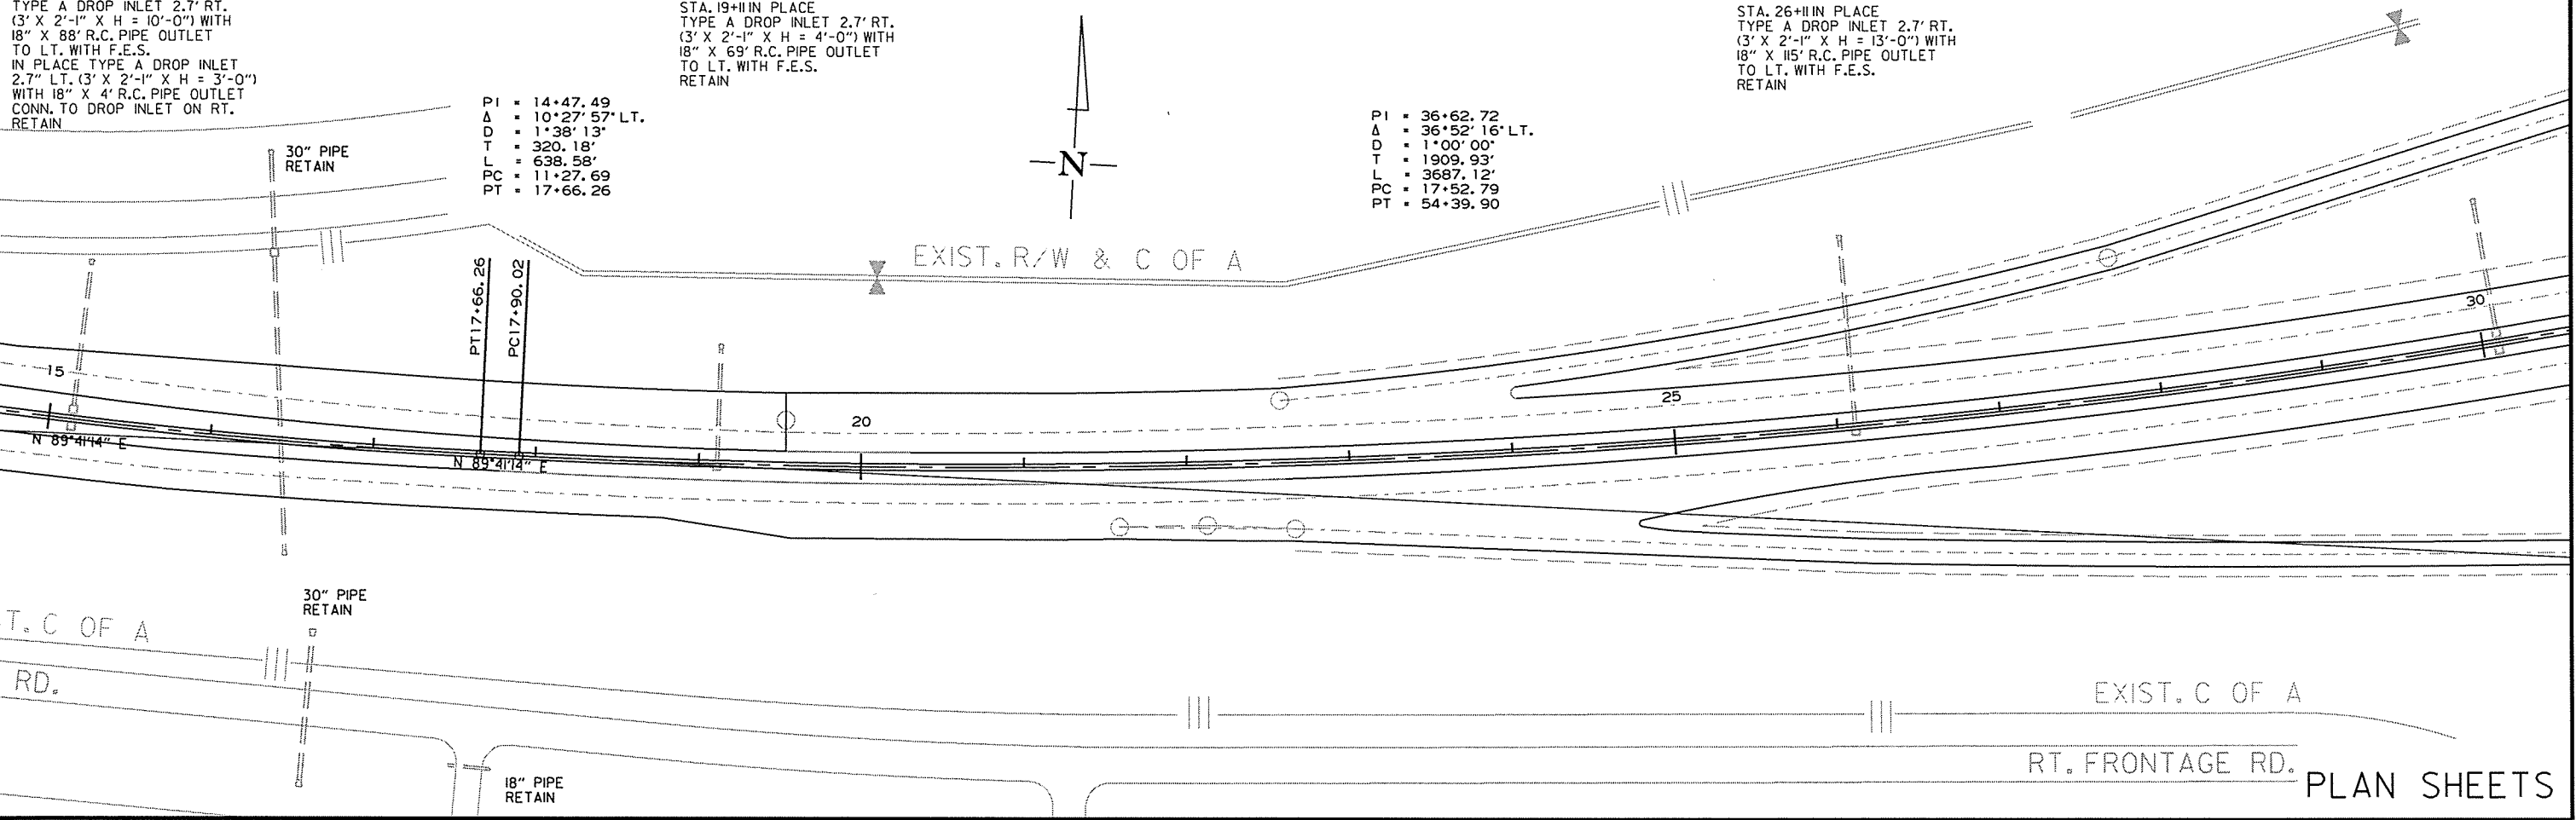 TYPE A DROP INLET 2.7' RT.
(3' X 2'-1" X H = 10'-0") WITH
18" X 88' R.C. PIPE OUTLET
TO LT. WITH F.E.S.
IN PLACE TYPE A DROP INLET
2.7" LT. (3' X 2'-1" X H = 3'-0")
WITH 18" X 4' R.C. PIPE OUTLET
CONN. TO DROP INLET ON RT.
RETAIN
STA. 19+11 IN PLACE
TYPE A DROP INLET 2.7' RT.
(3' X 2'-1" X H = 4'-0") WITH
18" X 69' R.C. PIPE OUTLET
TO LT. WITH F.E.S.
RETAIN
STA. 26+11 IN PLACE
TYPE A DROP INLET 2.7' RT.
(3' X 2'-1" X H = 13'-0") WITH
18" X 115' R.C. PIPE OUTLET
TO LT. WITH F.E.S.
RETAIN
PI = 14+47.49
Δ = 10°27'57" LT.
D = 1°38'13"
T = 320.18'
L = 638.58'
PC = 11+27.69
PT = 17+66.26
PI = 36+62.72
Δ = 36°52'16" LT.
D = 1°00'00"
T = 1909.93'
L = 3687.12'
PC = 17+52.79
PT = 54+39.90
30" PIPE
RETAIN
N
EXIST. R/W & C OF A
PT 17+66.26
PC 17+90.02
15
20
25
30
N 89°41'14" E
N 89°41'14" E
30" PIPE
RETAIN
T. C OF A
RD.
18" PIPE
RETAIN
EXIST. C OF A
RT. FRONTAGE RD.
PLAN SHEETS